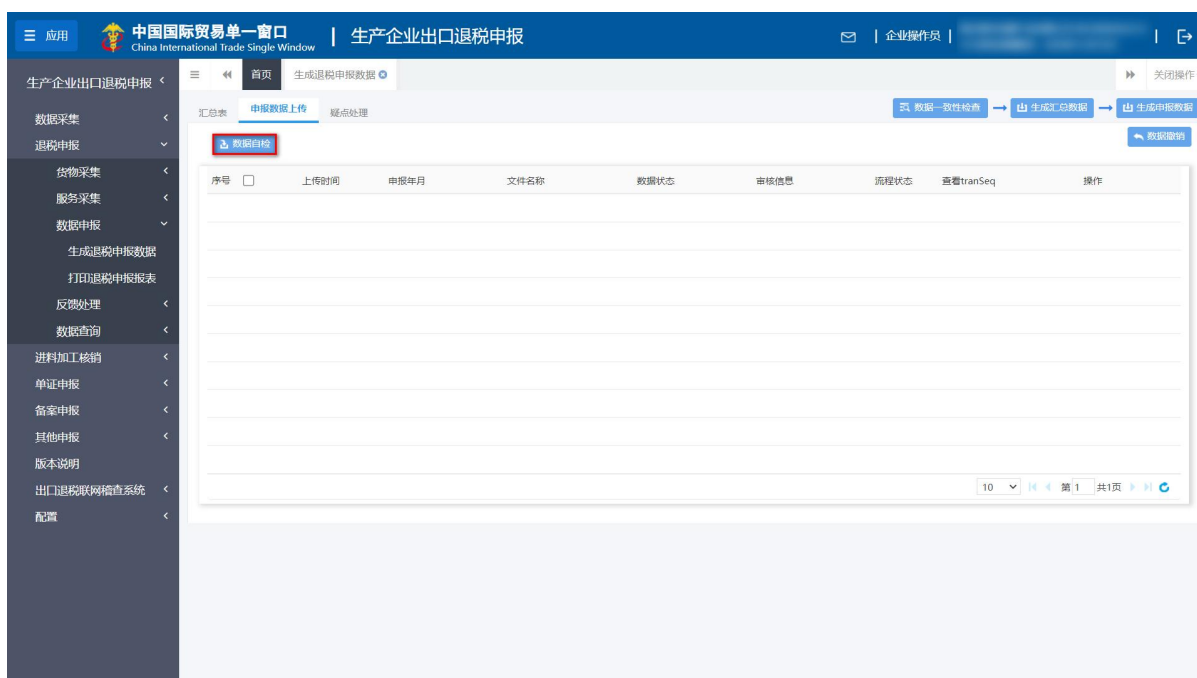 应用
中国国际贸易单一窗口
China International Trade Single Window
| 生产企业出口退税申报
| 企业操作员 |
|
生产企业出口退税申报
首页 生成退税申报数据
关闭操作
汇总表 申报数据上传 疑点处理
数据一致性检查 → 生成汇总数据 → 生成申报数据
数据自检
数据撤销
序号 上传时间 申报年月 文件名称 数据状态 审核信息 流程状态 查看tranSeq 操作
数据采集
退税申报
货物采集
服务采集
数据申报
生成退税申报数据
打印退税申报报表
反馈处理
数据查询
进料加工核销
单证申报
备案申报
其他申报
版本说明
出口退税联网稽查系统
配置
10 第 1 共1页